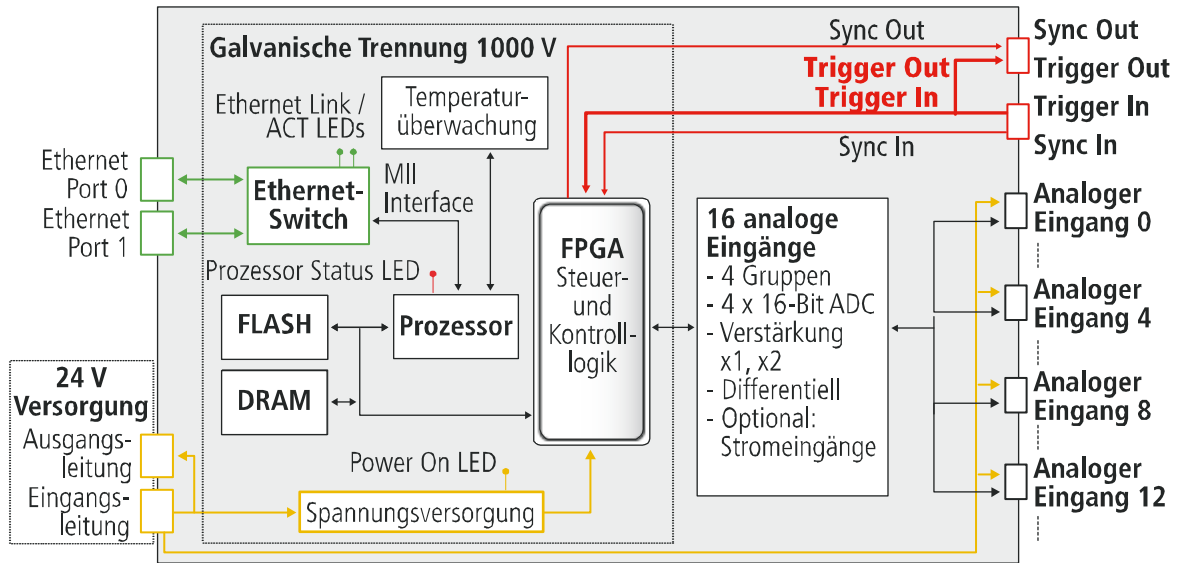 Galvanische Trennung 1000 V
Sync Out
Trigger Out
Trigger In
Sync In
Sync Out
Trigger Out
Trigger In
Sync In
Ethernet Link /
ACT LEDs
Temperatur-
überwachung
Ethernet
Port 0
Ethernet
Port 1
Ethernet-
Switch
MII
Interface
Prozessor Status LED
FLASH
Prozessor
DRAM
FPGA
Steuer-
und
Kontroll-
logik
16 analoge
Eingänge
- 4 Gruppen
- 4 x 16-Bit ADC
- Verstärkung
x1, x2
- Differentiell
- Optional:
Stromeingänge
Analoger
Eingang 0
Analoger
Eingang 4
Analoger
Eingang 8
Analoger
Eingang 12
24 V
Versorgung
Ausgangs-
leitung
Eingangs-
leitung
Power On LED
Spannungsversorgung